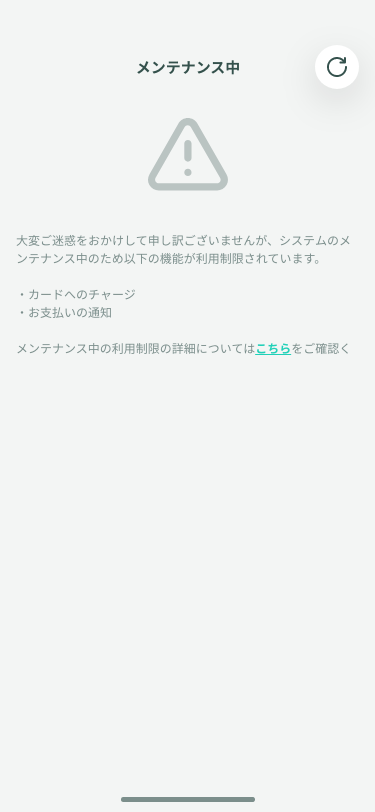 メンテナンス中
大変ご迷惑をおかけして申し訳ございませんが、システムのメ
ンテナンス中のため以下の機能が利用制限されています。
・カードへのチャージ
・お支払いの通知
メンテナンス中の利用制限の詳細についてはこちらをご確認く